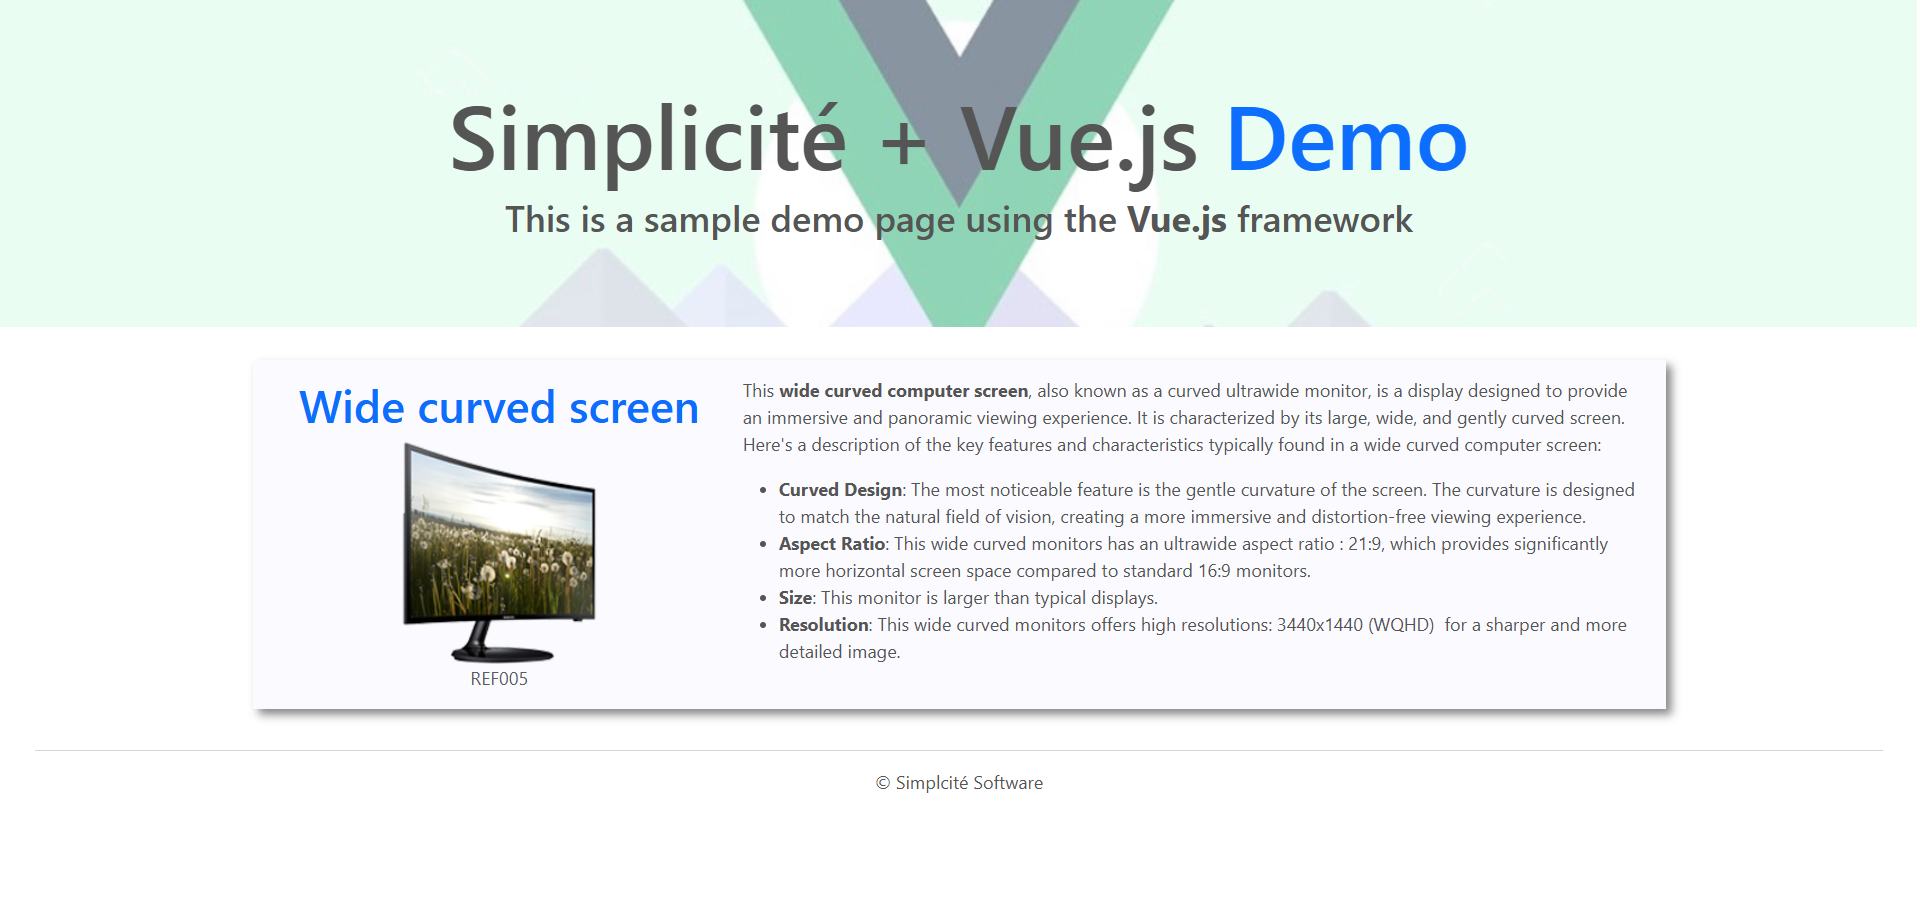 Simplicité + Vue.js Demo
This is a sample demo page using the Vue.js framework
Wide curved screen
REF005
This wide curved computer screen, also known as a curved ultrawide monitor, is a display designed to provide
an immersive and panoramic viewing experience. It is characterized by its large, wide, and gently curved screen.
Here's a description of the key features and characteristics typically found in a wide curved computer screen:
• Curved Design: The most noticeable feature is the gentle curvature of the screen. The curvature is designed
to match the natural field of vision, creating a more immersive and distortion-free viewing experience.
• Aspect Ratio: This wide curved monitors has an ultrawide aspect ratio : 21:9, which provides significantly
more horizontal screen space compared to standard 16:9 monitors.
• Size: This monitor is larger than typical displays.
• Resolution: This wide curved monitors offers high resolutions: 3440x1440 (WQHD)  for a sharper and more
detailed image.
© Simplcité Software